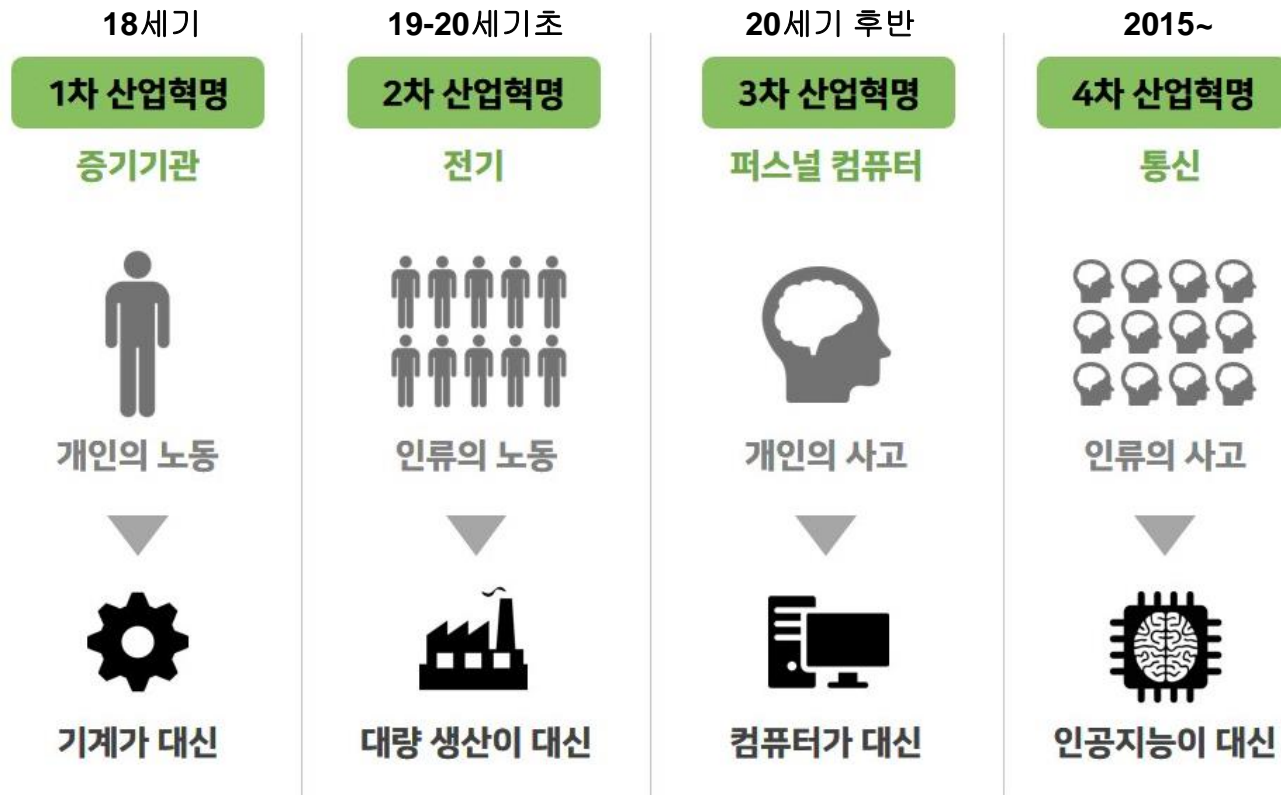 18세기
1차 산업혁명
증기기관
개인의 노동
기계가 대신
19-20세기초
2차 산업혁명
전기
인류의 노동
대량 생산이 대신
20세기 후반
3차 산업혁명
퍼스널 컴퓨터
개인의 사고
컴퓨터가 대신
2015~
4차 산업혁명
통신
인류의 사고
인공지능이 대신